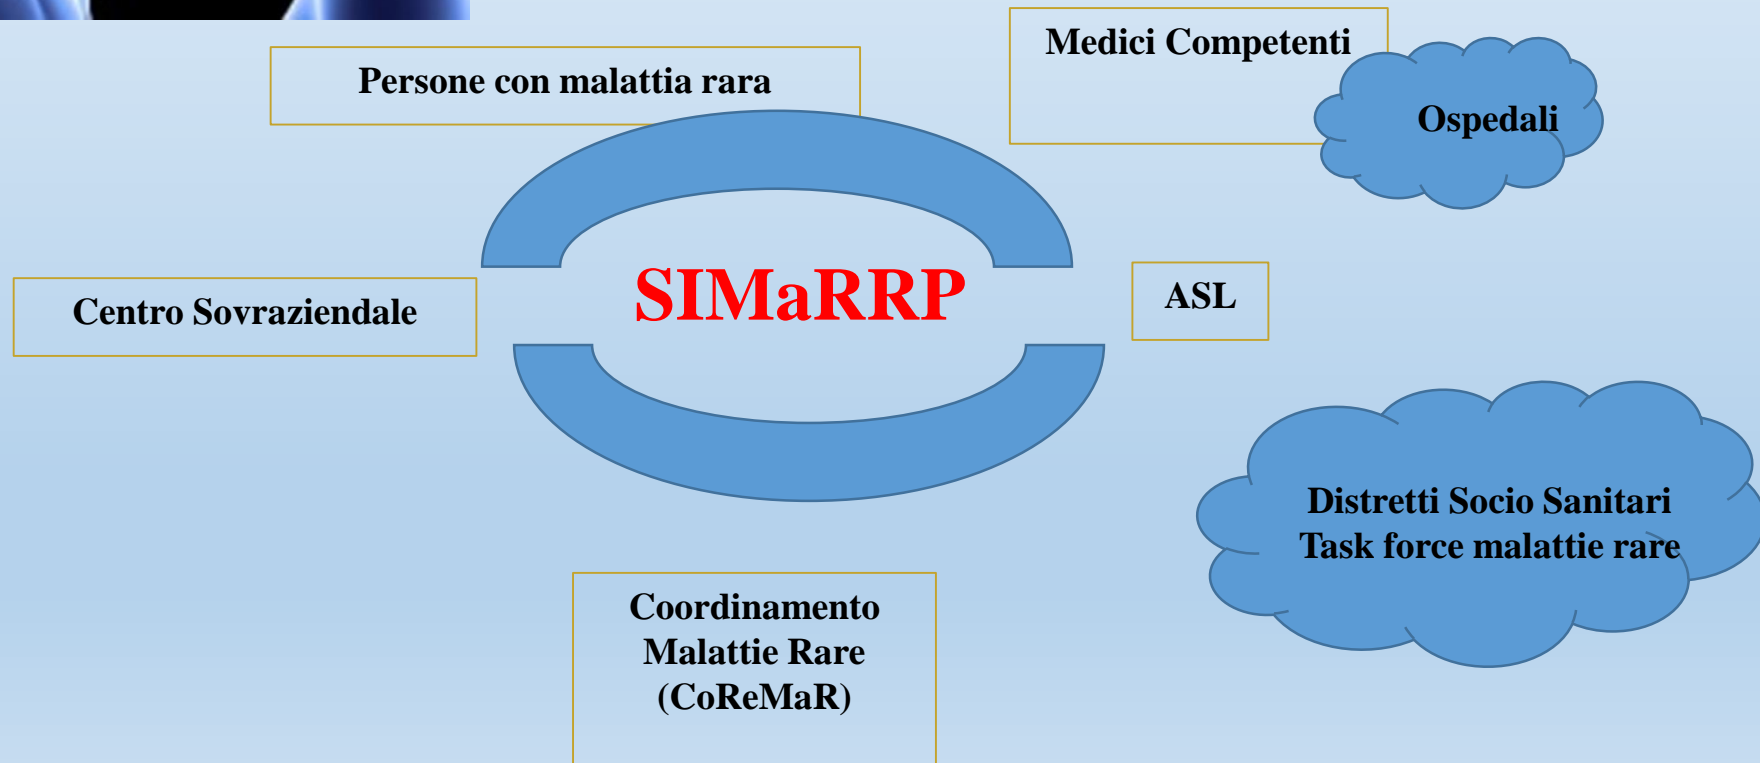 Medici Competenti
Persone con malattia rara
Ospedali
SIMaRRP
ASL
Centro Sovraziendale
Distretti Socio Sanitari
Task force malattie rare
Coordinamento
Malattie Rare
(CoReMaR)